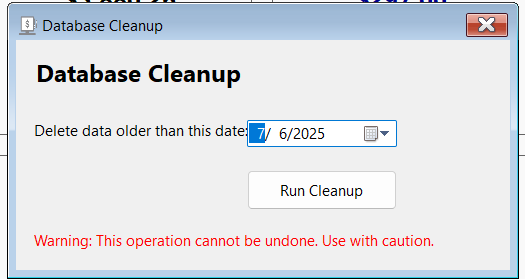 Database Cleanup
Database Cleanup
Delete data older than this date:
7/ 6/2025
Run Cleanup
Warning: This operation cannot be undone. Use with caution.